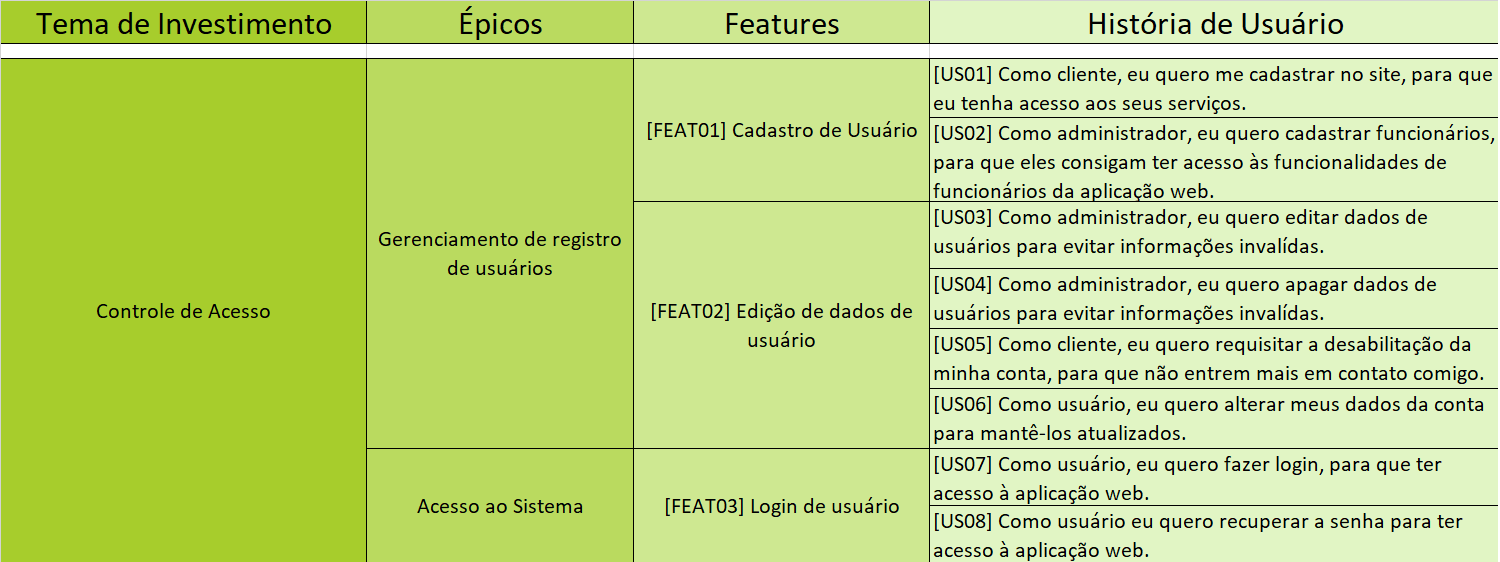 Tema de Investimento
Épicos
Features
História de Usuário
Controle de Acesso
Gerenciamento de registro
de usuários
[FEAT01] Cadastro de Usuário
[US01] Como cliente, eu quero me cadastrar no site, para que
eu tenha acesso aos seus serviços.
[US02] Como administrador, eu quero cadastrar funcionários,
para que eles consigam ter acesso às funcionalidades de
funcionários da aplicação web.
[FEAT02] Edição de dados de
usuário
[US03] Como administrador, eu quero editar dados de
usuários para evitar informações invalídas.
[US04] Como administrador, eu quero apagar dados de
usuários para evitar informações invalídas.
[US05] Como cliente, eu quero requisitar a desabilitação da
minha conta, para que não entrem mais em contato comigo.
[US06] Como usuário, eu quero alterar meus dados da conta
para mantê-los atualizados.
Acesso ao Sistema
[FEAT03] Login de usuário
[US07] Como usuário, eu quero fazer login, para que ter
acesso à aplicação web.
[US08] Como usuário eu quero recuperar a senha para ter
acesso à aplicação web.